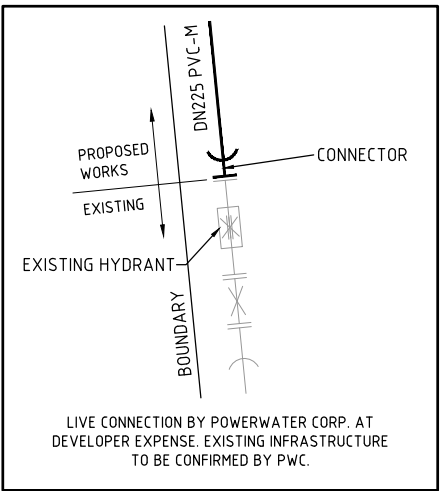 DN225 PVC-M
PROPOSED
WORKS
CONNECTOR
EXISTING
EXISTING HYDRANT
BOUNDARY
LIVE CONNECTION BY POWERWATER CORP. AT
DEVELOPER EXPENSE. EXISTING INFRASTRUCTURE
TO BE CONFIRMED BY PWC.